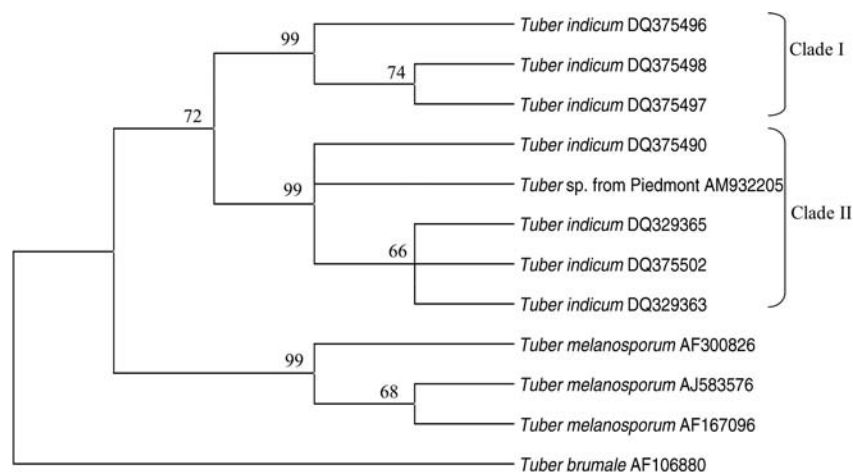 Tuber indicum DQ375496
99
Clade I
Tuber indicum DQ375498
74
Tuber indicum DQ375497
72
Tuber indicum DQ375490
Tuber sp. from Piedmont AM932205
99
Clade II
Tuber indicum DQ329365
66
Tuber indicum DQ375502
Tuber indicum DQ329363
Tuber melanosporum AF300826
99
Tuber melanosporum AJ583576
68
Tuber melanosporum AF167096
Tuber brumale AF106880